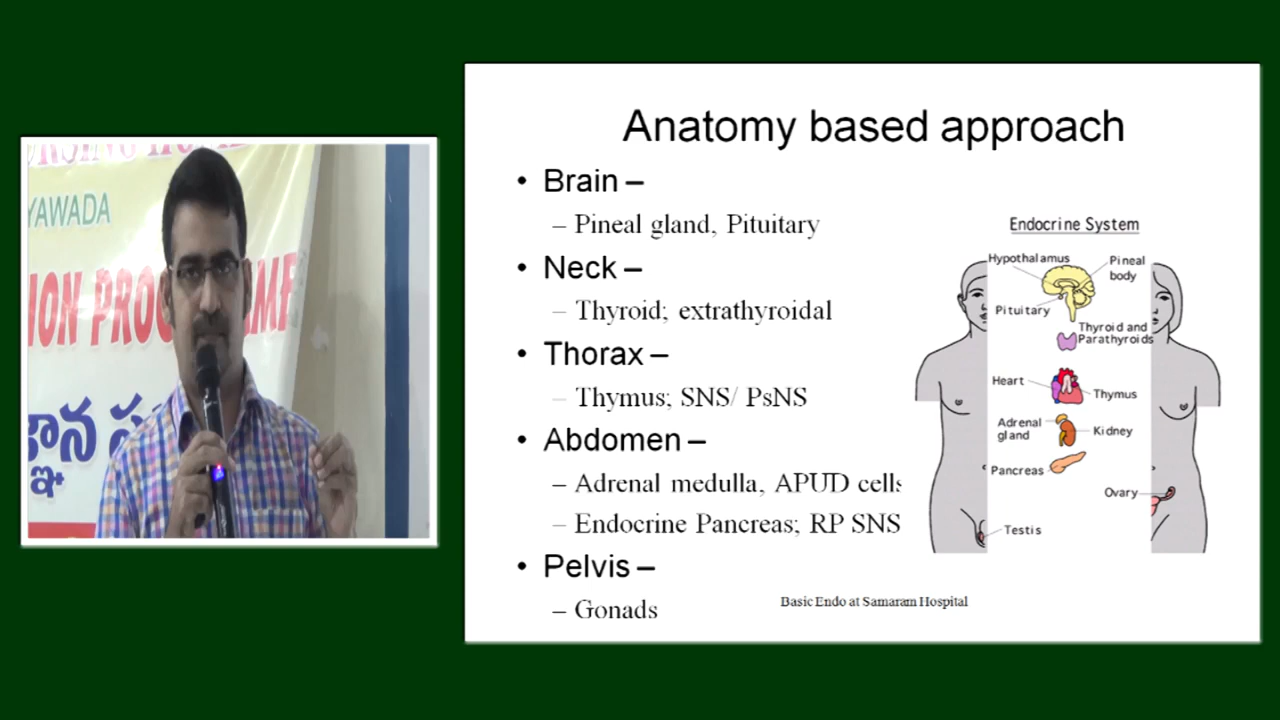 YAWADA
Anatomy based approach
• Brain –
– Pineal gland, Pituitary
• Neck –
– Thyroid; extrathyroidal
• Thorax –
– Thymus; SNS/ PsNS
• Abdomen –
– Adrenal medulla, APUD cells
– Endocrine Pancreas; RP SNS
• Pelvis –
– Gonads
Endocrine System
Hypothalamus
Pineal
body
Pituitary
Thyroid and
Parathyroids
Heart
Thymus
Adrenal
gland
Kidney
Pancreas
Ovary
Testis
Basic Endo at Samaram Hospital